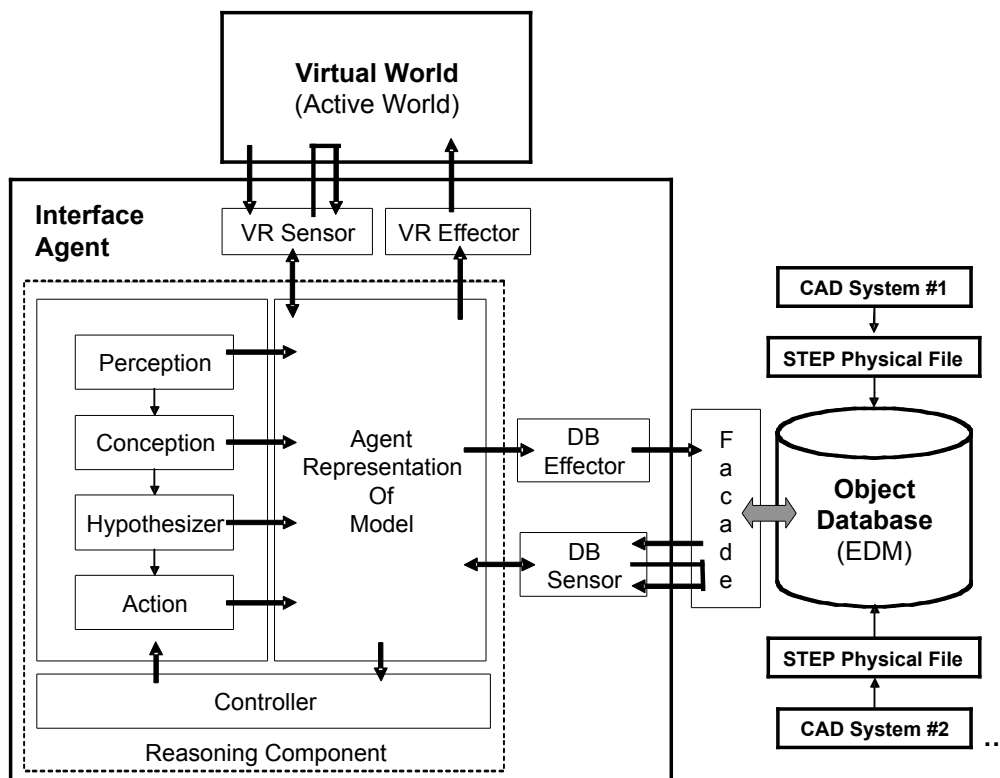 Virtual World
(Active World)
Interface
Agent
VR Sensor
VR Effector
CAD System #1
STEP Physical File
Perception
Conception
Hypothesizer
Action
Agent
Representation
Of
Model
DB
Effector
DB
Sensor
F
a
c
a
d
e
Object
Database
(EDM)
STEP Physical File
CAD System #2
..
Controller
Reasoning Component